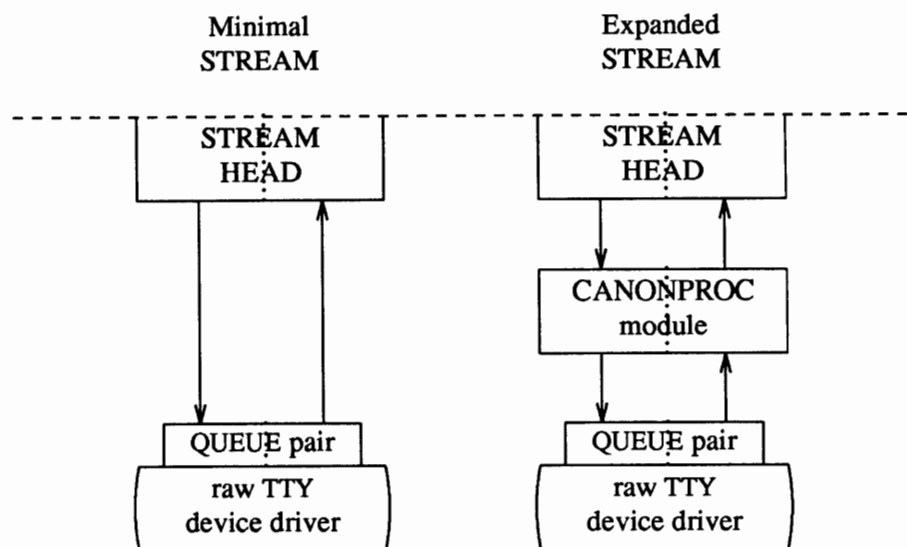 Minimal
STREAM
Expanded
STREAM
STREAM
HEAD
STREAM
HEAD
CANONPROC
module
QUEUE pair
QUEUE pair
raw TTY
device driver
raw TTY
device driver